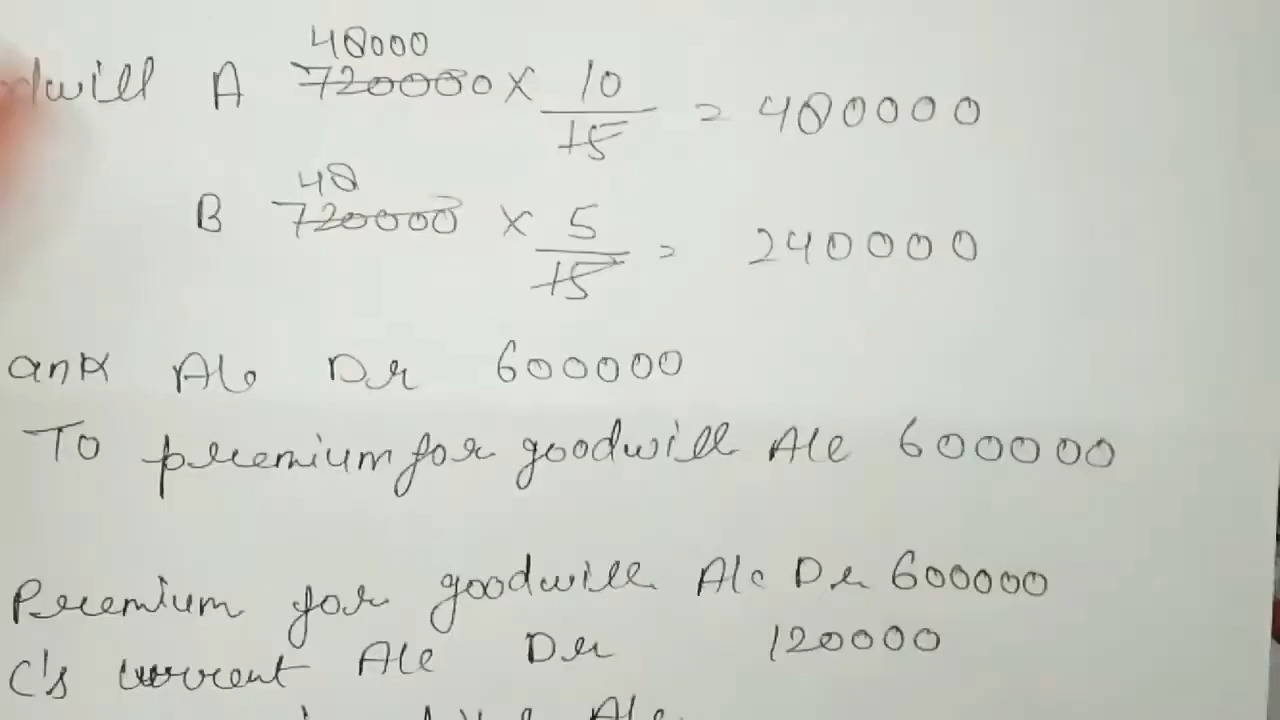 48000
dwill A 720000 × 10/15 = 480000
48
B 720000 × 5/15 = 240000
ank A/c Dr 600000
To premium for goodwill A/c 600000
Premium for goodwill A/c Dr 600000
C's current A/c Dr 120000
A/c